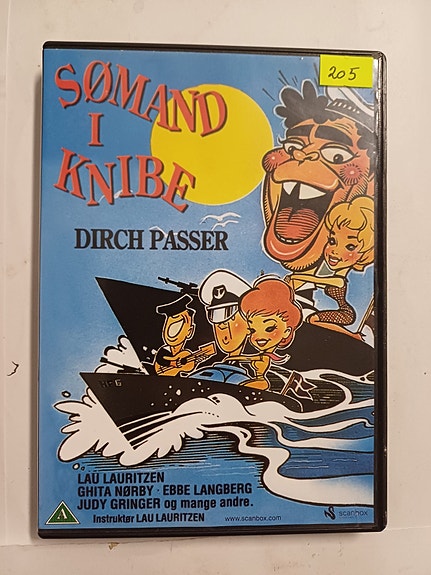 205
SØMAND
I
KNIBE
DIRCH PASSER
LAU LAURITZEN
GHITA NØRBY · EBBE LANGBERG
JUDY GRINGER og mange andre.
Instruktør LAU LAURITZEN
www.scanbox.com
scanbox
A